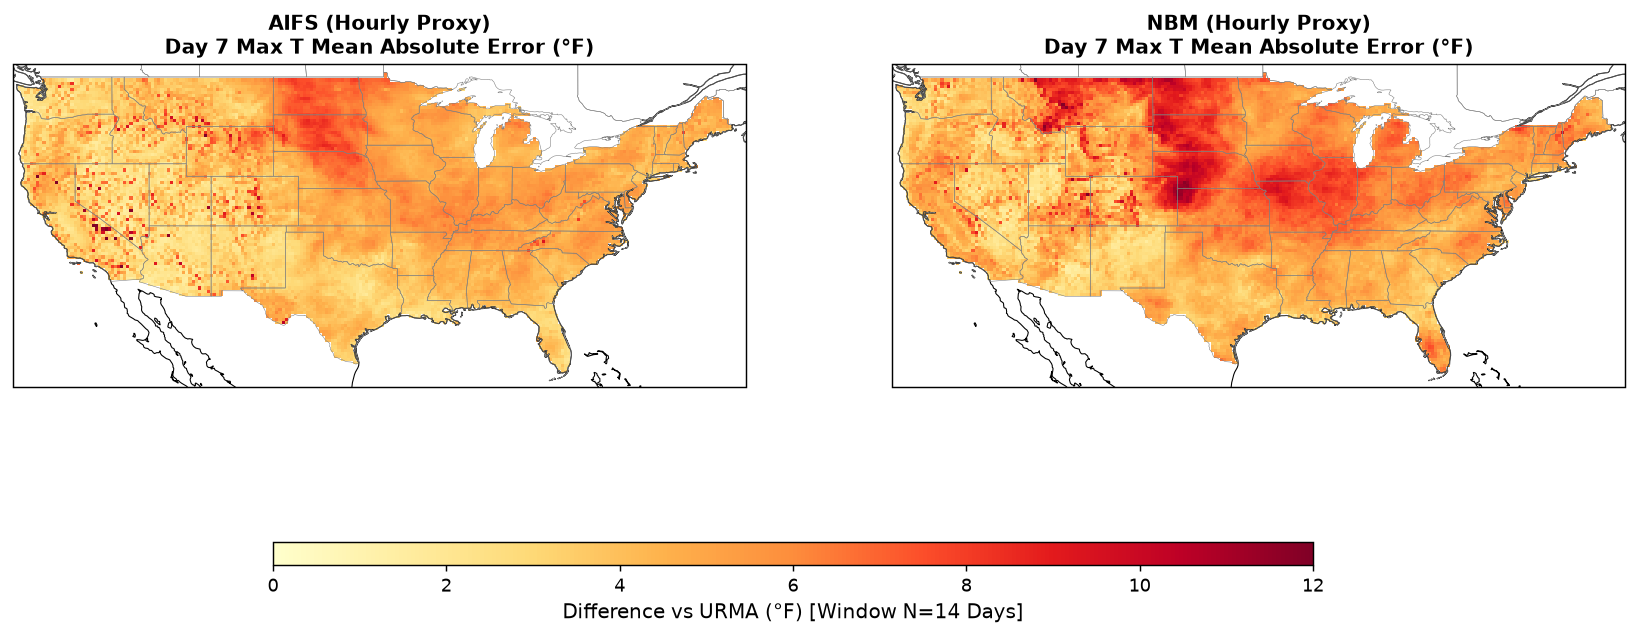 AIFS (Hourly Proxy)
Day 7 Max T Mean Absolute Error (°F)
NBM (Hourly Proxy)
Day 7 Max T Mean Absolute Error (°F)
0 2 4 6 8 10 12
Difference vs URMA (°F) [Window N=14 Days]